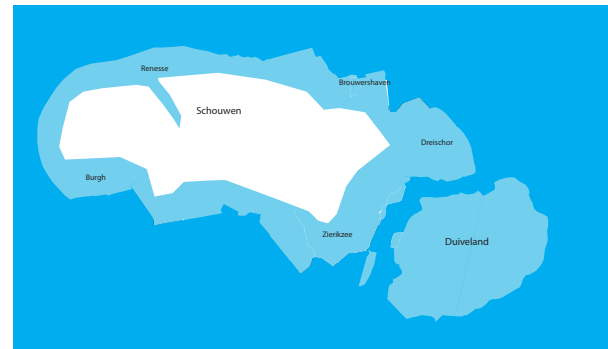 Renesse
Brouwershaven
Schouwen
Dreischor
Burgh
Zierikzee
Duiveland